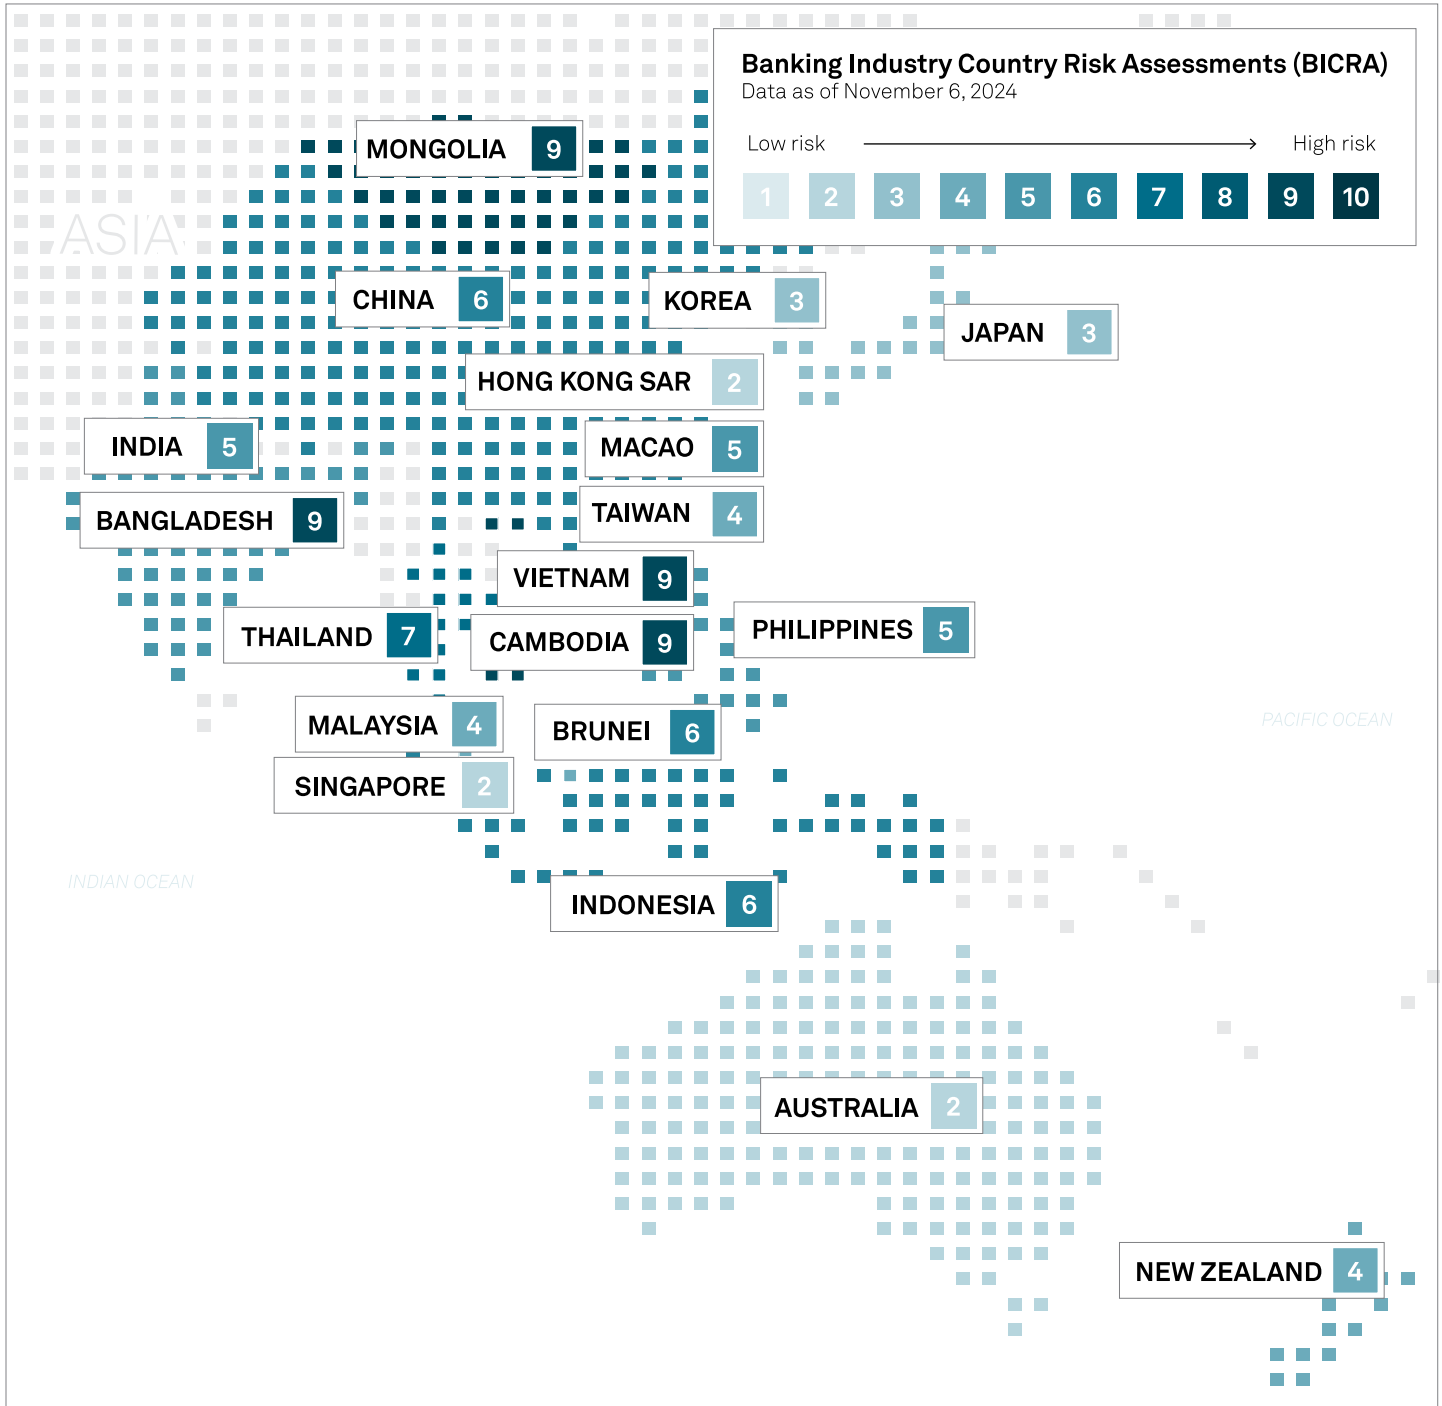 Banking Industry Country Risk Assessments (BICRA)
Data as of November 6, 2024
Low risk High risk
1 2 3 4 5 6 7 8 9 10
MONGOLIA 9
ASIA
CHINA 6
KOREA 3
JAPAN 3
HONG KONG SAR 2
INDIA 5
MACAO 5
BANGLADESH 9
TAIWAN 4
VIETNAM 9
THAILAND 7
CAMBODIA 9
PHILIPPINES 5
MALAYSIA 4
BRUNEI 6
PACIFIC OCEAN
SINGAPORE 2
INDIAN OCEAN
INDONESIA 6
AUSTRALIA 2
NEW ZEALAND 4